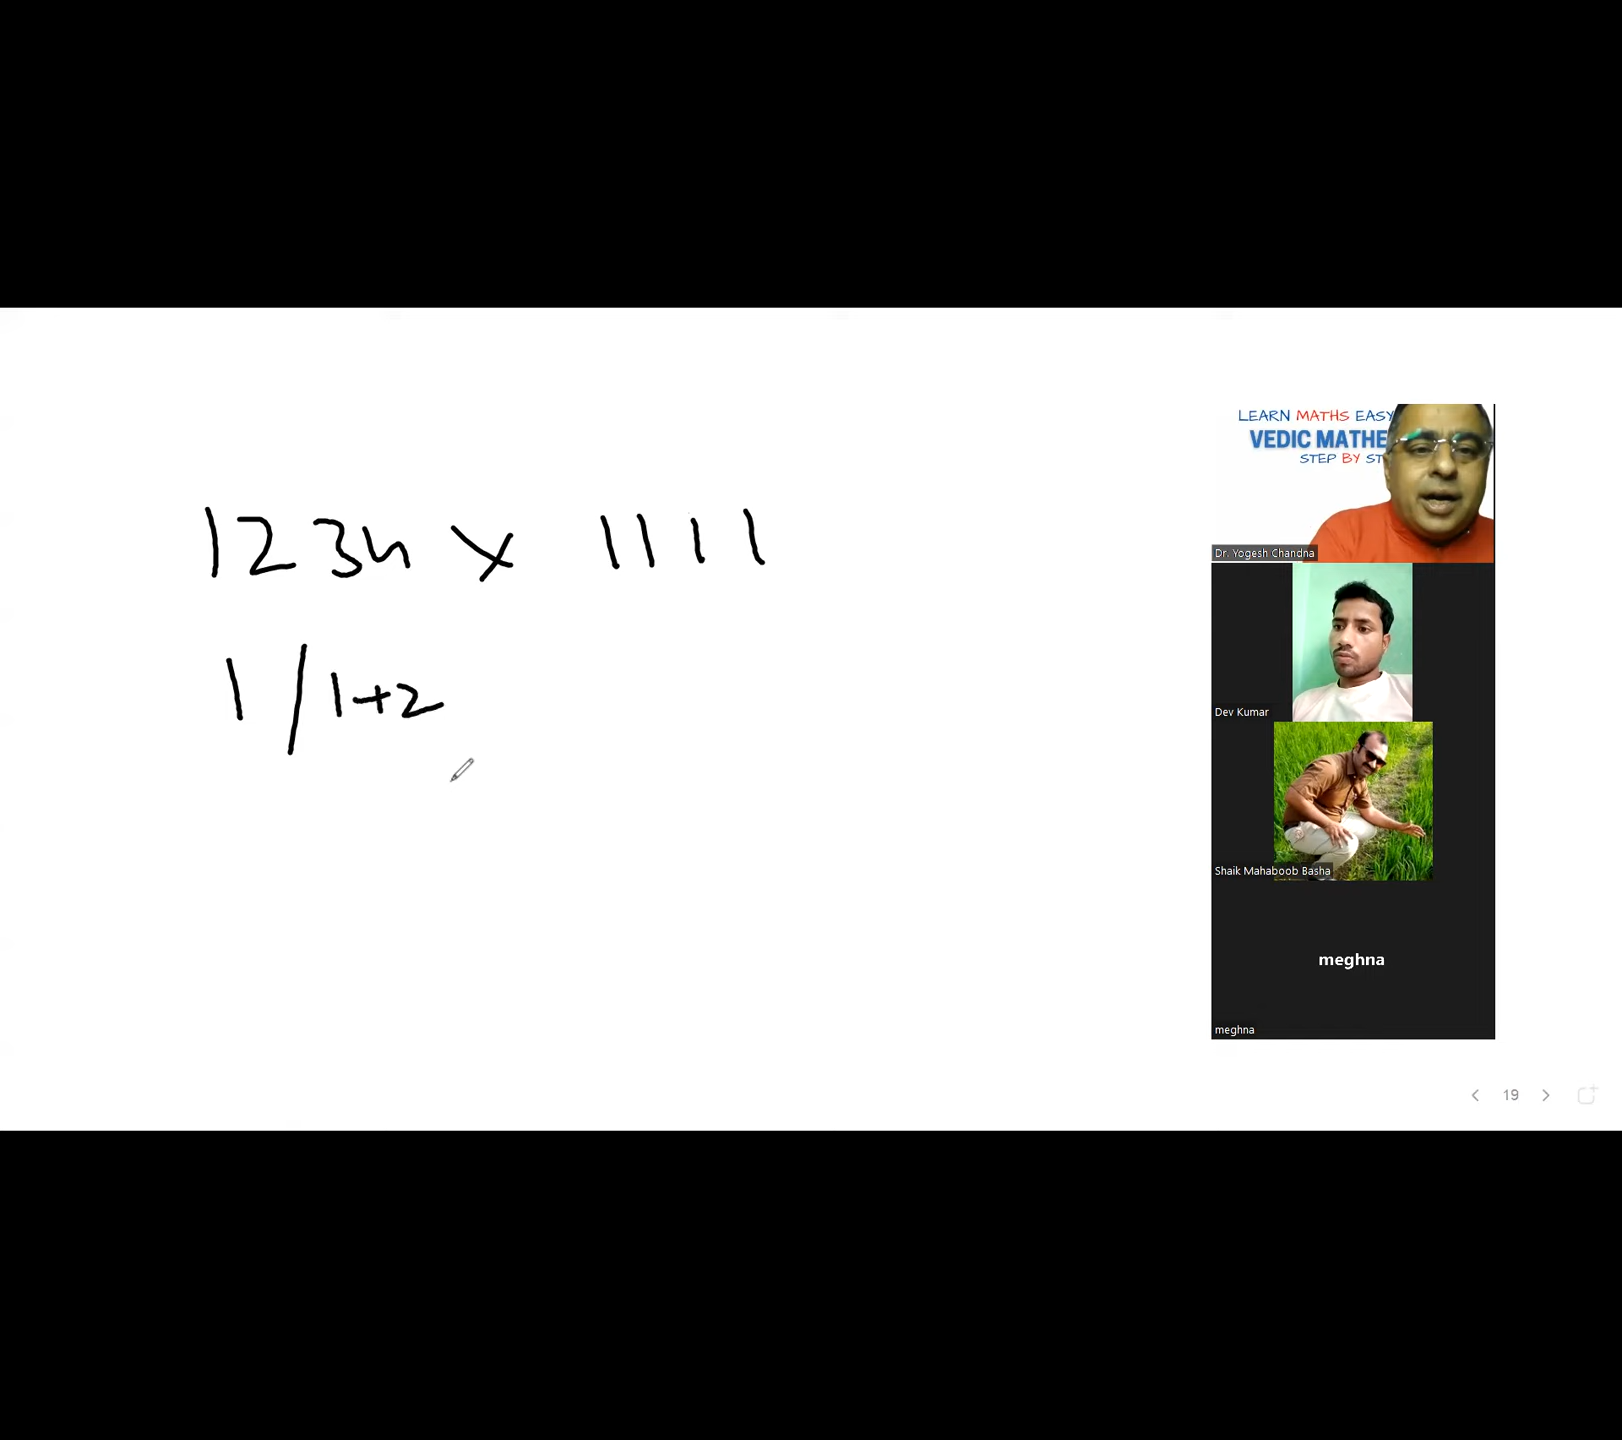 1234 x 1111
1 / 1+2
LEARN MATHS EASY
VEDIC MATHE
STEP BY ST
Dr. Yogesh Chandna
Dev Kumar
Shaik Mahaboob Basha
meghna
meghna
19